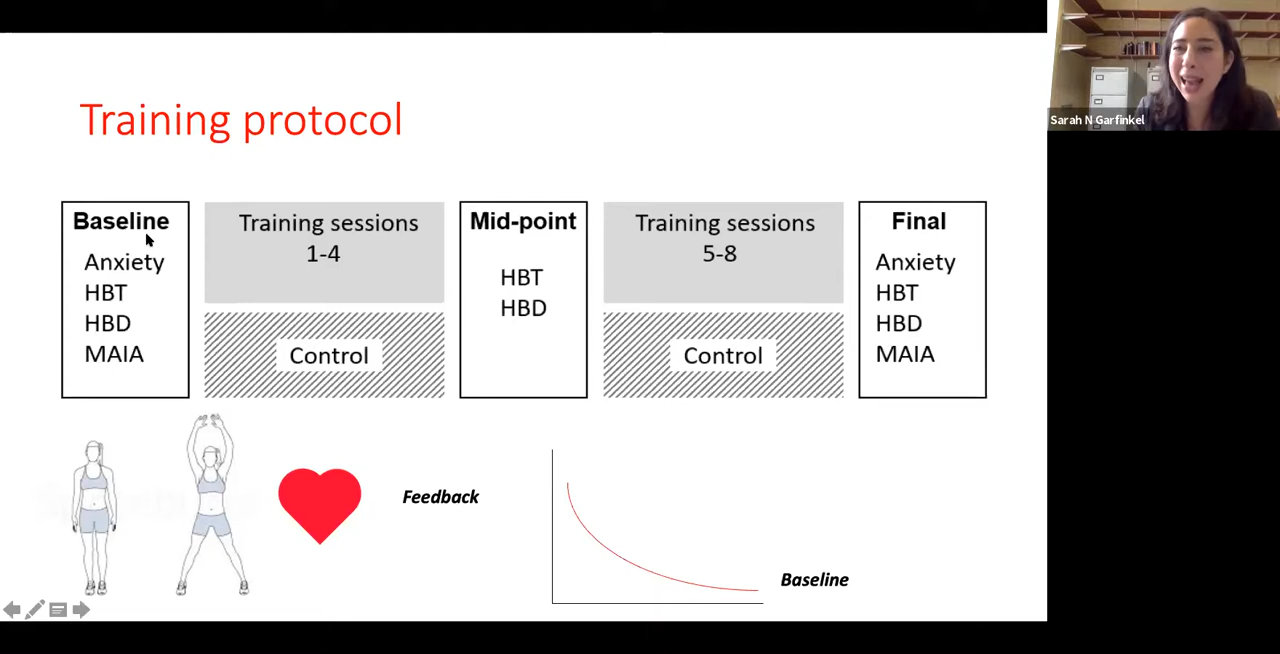 Training protocol
Baseline
Anxiety
HBT
HBD
MAIA
Training sessions
1-4
Control
Mid-point
HBT
HBD
Training sessions
5-8
Control
Final
Anxiety
HBT
HBD
MAIA
Feedback
Baseline
Sarah N Garfinkel